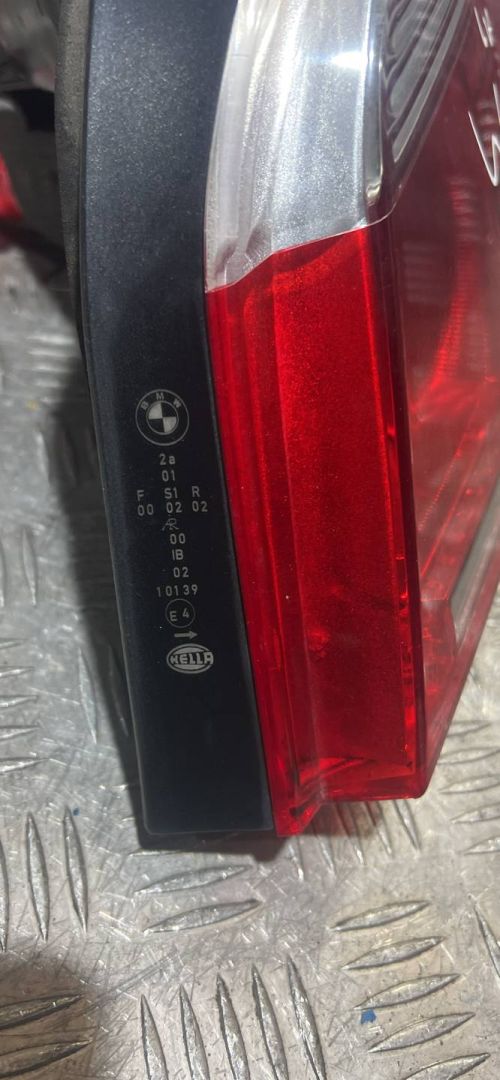 BMW
2a
01
F S1 R
00 02 02
AR
00
IB
02
10139
E4
HELLA